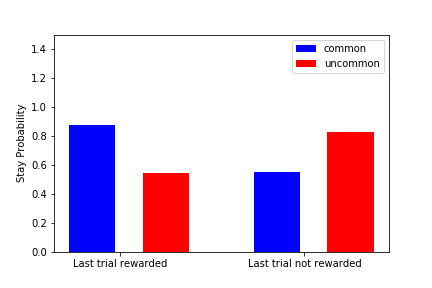 common
uncommon
Stay Probability
1.4
1.2
1.0
0.8
0.6
0.4
0.2
0.0
Last trial rewarded
Last trial not rewarded